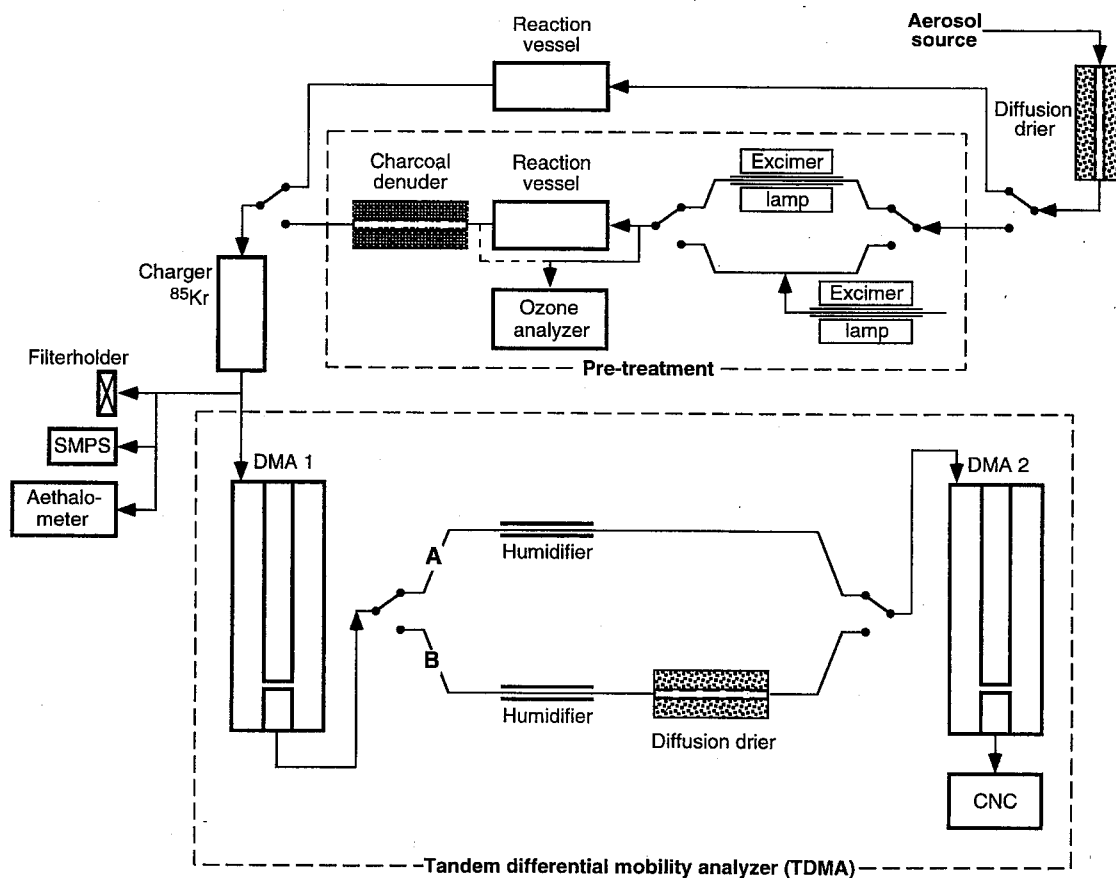 Reaction
vessel
Aerosol
source
Diffusion
drier
Charcoal
denuder
Reaction
vessel
Excimer
lamp
Excimer
lamp
Ozone
analyzer
Pre-treatment
Charger
⁸⁵Kr
Filterholder
SMPS
Aethalo-
meter
DMA 1
A
Humidifier
B
Humidifier
Diffusion drier
DMA 2
CNC
Tandem differential mobility analyzer (TDMA)